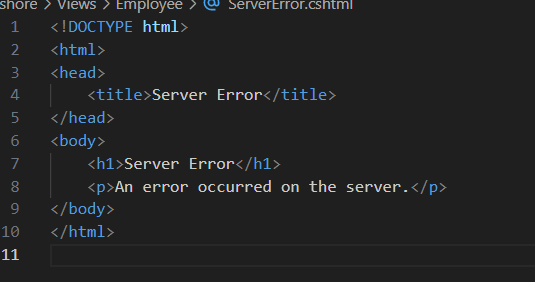 shore > Views > Employee > @ ServerError.cshtml
1 <!DOCTYPE html>
2 <html>
3 <head>
4 <title>Server Error</title>
5 </head>
6 <body>
7 <h1>Server Error</h1>
8 <p>An error occurred on the server.</p>
9 </body>
10 </html>
11